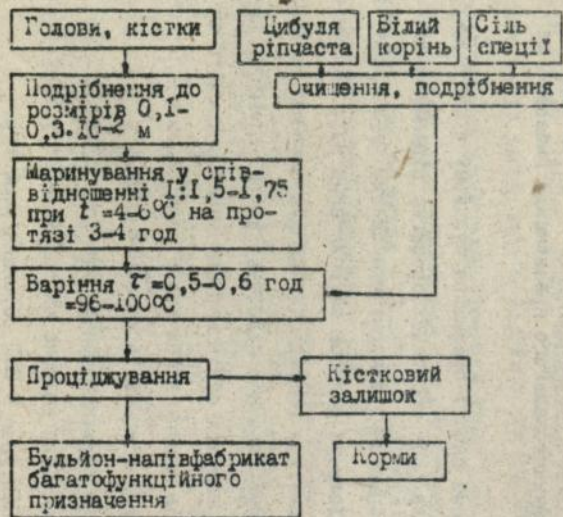 Голови, кістки
Цибуля
ріпчаста
Білий
корінь
Сіль
спеції
Подрібнення до
розмірів 0,1-
0,3·10⁻² м
Очищення, подрібнення
Маринування у спів-
відношенні 1:1,5-1,75
при t =4-6°C на про-
тязі 3-4 год
Варіння τ =0,5-0,6 год
=96-100°C
Проціджування
Кістковий
залишок
Бульйон-напівфабрикат
багатофункційного
призначення
Корми